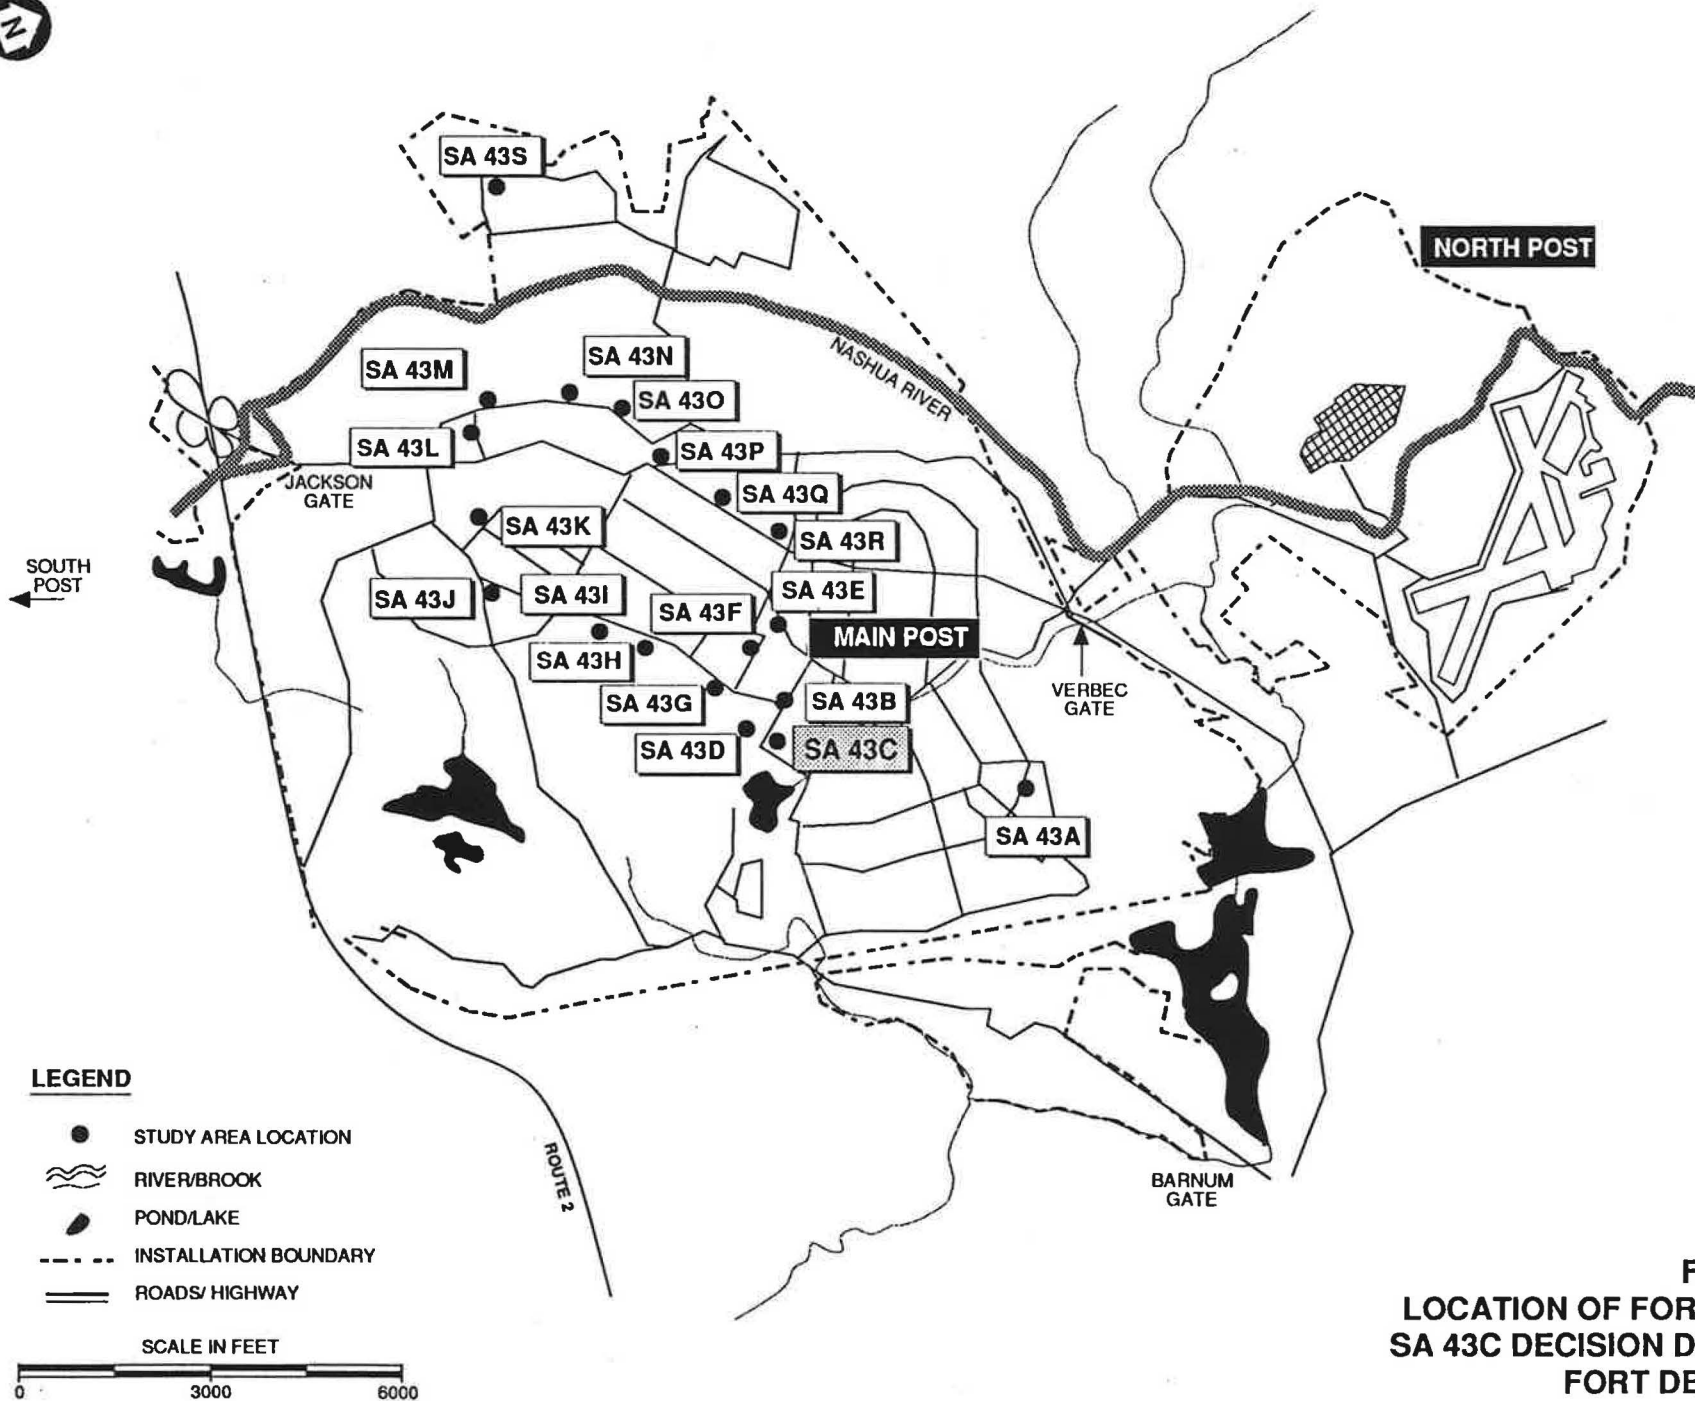 N
SA 43S
NORTH POST
SA 43N
SA 43M
NASHUA RIVER
SA 43O
SA 43L
SA 43P
JACKSON
GATE
SA 43Q
SA 43K
SA 43R
SOUTH
POST
SA 43J
SA 43I
SA 43E
SA 43F
MAIN POST
SA 43H
VERBEC
GATE
SA 43G
SA 43B
SA 43D
SA 43C
SA 43A
LEGEND
STUDY AREA LOCATION
RIVER/BROOK
POND/LAKE
INSTALLATION BOUNDARY
ROADS/ HIGHWAY
SCALE IN FEET
0 3000 6000
ROUTE 2
BARNUM
GATE
LOCATION OF FOR
SA 43C DECISION D
FORT DE